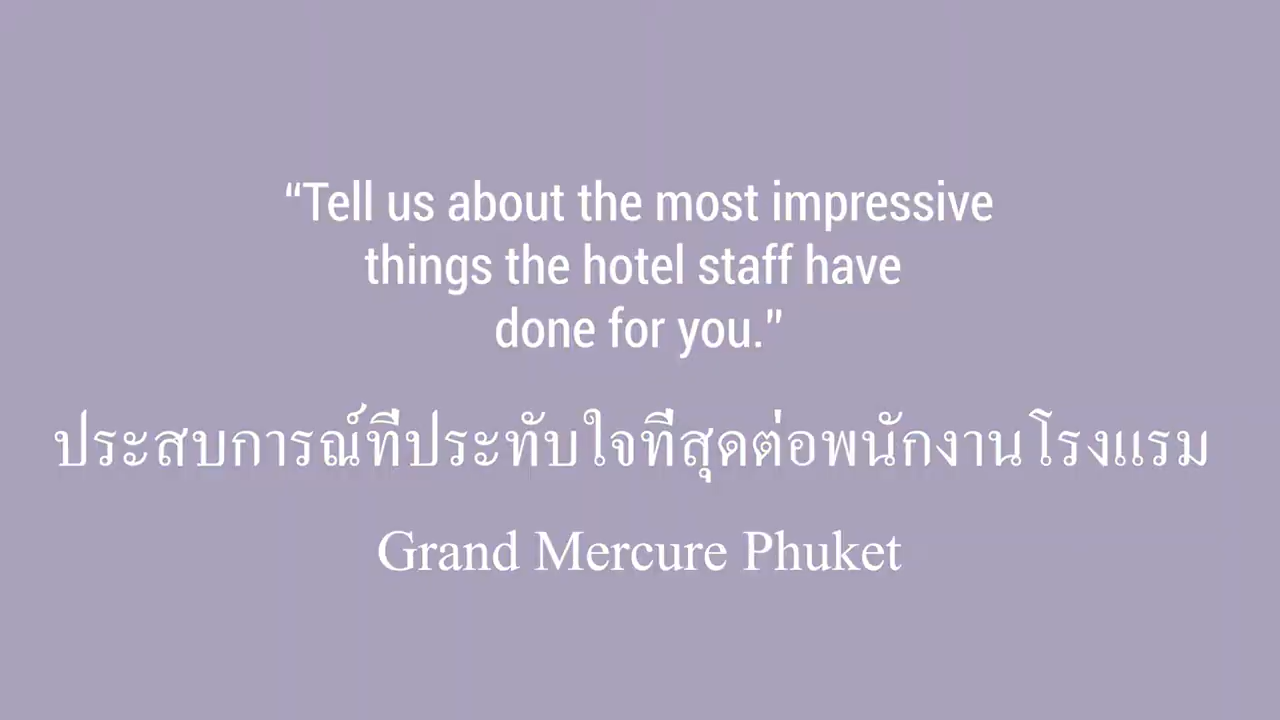 “Tell us about the most impressive
things the hotel staff have
done for you.”
ประสบการณ์ที่ประทับใจที่สุดต่อพนักงานโรงแรม
Grand Mercure Phuket